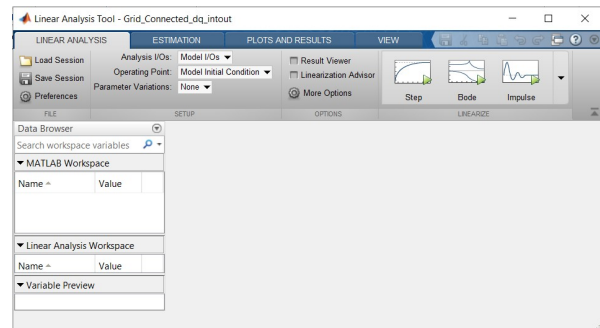 Linear Analysis Tool - Grid_Connected_dq_intout
LINEAR ANALYSIS
ESTIMATION
PLOTS AND RESULTS
VIEW
Load Session
Save Session
Preferences
FILE
Analysis I/Os: Model I/Os
Operating Point: Model Initial Condition
Parameter Variations: None
SETUP
Result Viewer
Linearization Advisor
More Options
OPTIONS
Step
Bode
Impulse
LINEARIZE
Data Browser
Search workspace variables
MATLAB Workspace
Name Value
Linear Analysis Workspace
Name Value
Variable Preview